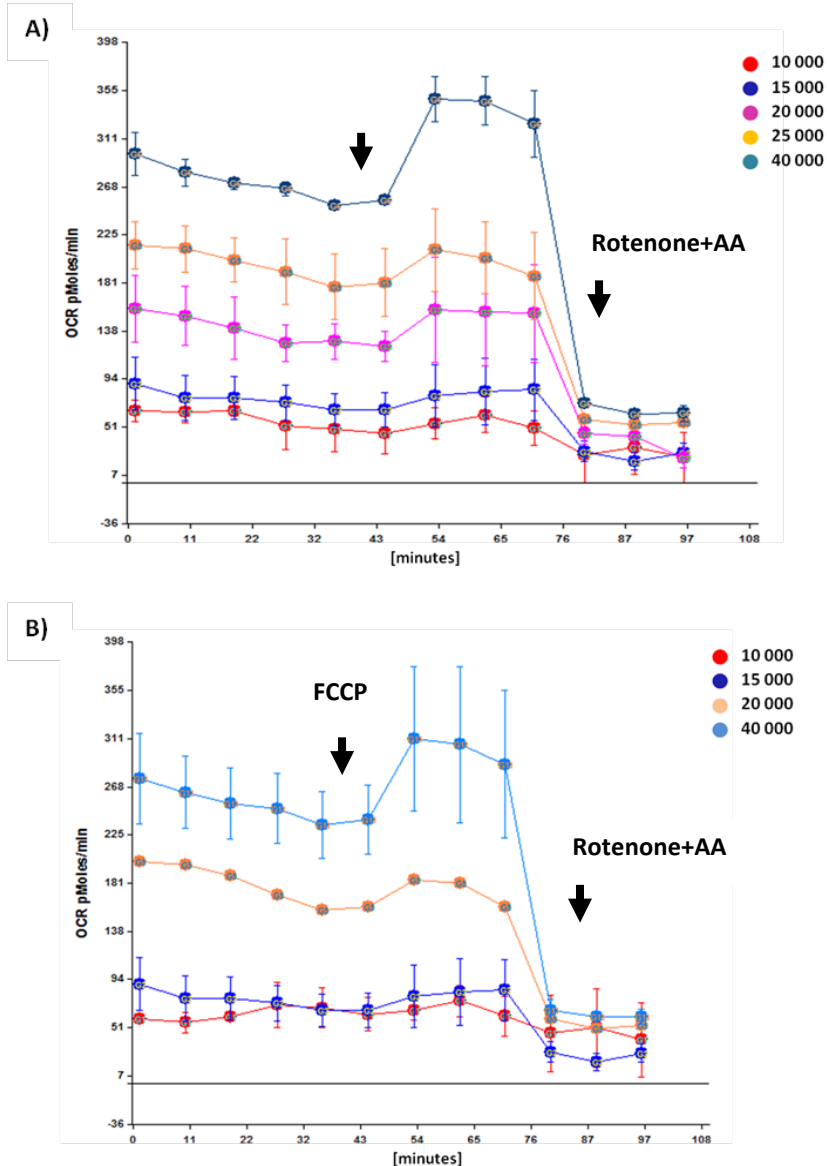 A)
398
355
311
268
225
181
138
94
51
7
-36
OCR pMoles/min
0 11 22 32 43 54 65 76 87 97 108
[minutes]
10 000
15 000
20 000
25 000
40 000
Rotenone+AA
B)
398
355
311
268
225
181
138
94
51
7
-36
OCR pMoles/min
0 11 22 32 43 54 65 76 87 97 108
[minutes]
10 000
15 000
20 000
40 000
FCCP
Rotenone+AA